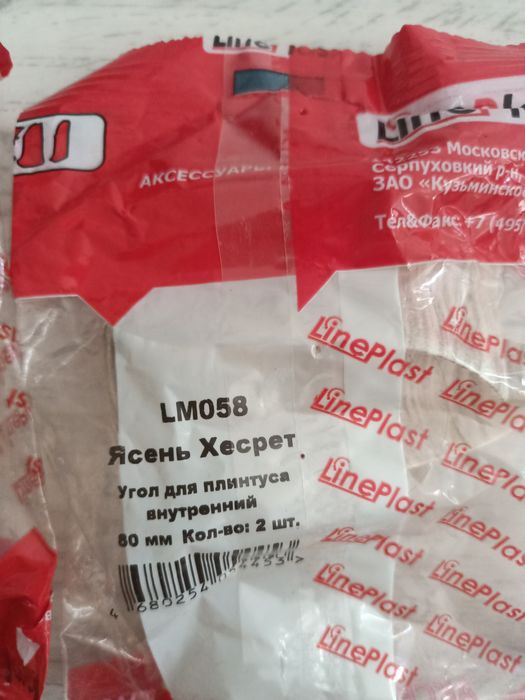 АКСЕССУАРЫ
Московск
Серпуховкий р-н,
ЗАО «Кузьминское
Тел&Факс +7 (495)
LinePlast
LinePlast
LinePlast
LinePlast
LinePlast
LinePlast
LinePlast
LinePlast
LinePlast
LinePlast
LinePlast
LM058
Ясень Хесрет
Угол для плинтуса
внутренний
80 мм Кол-во: 2 шт.